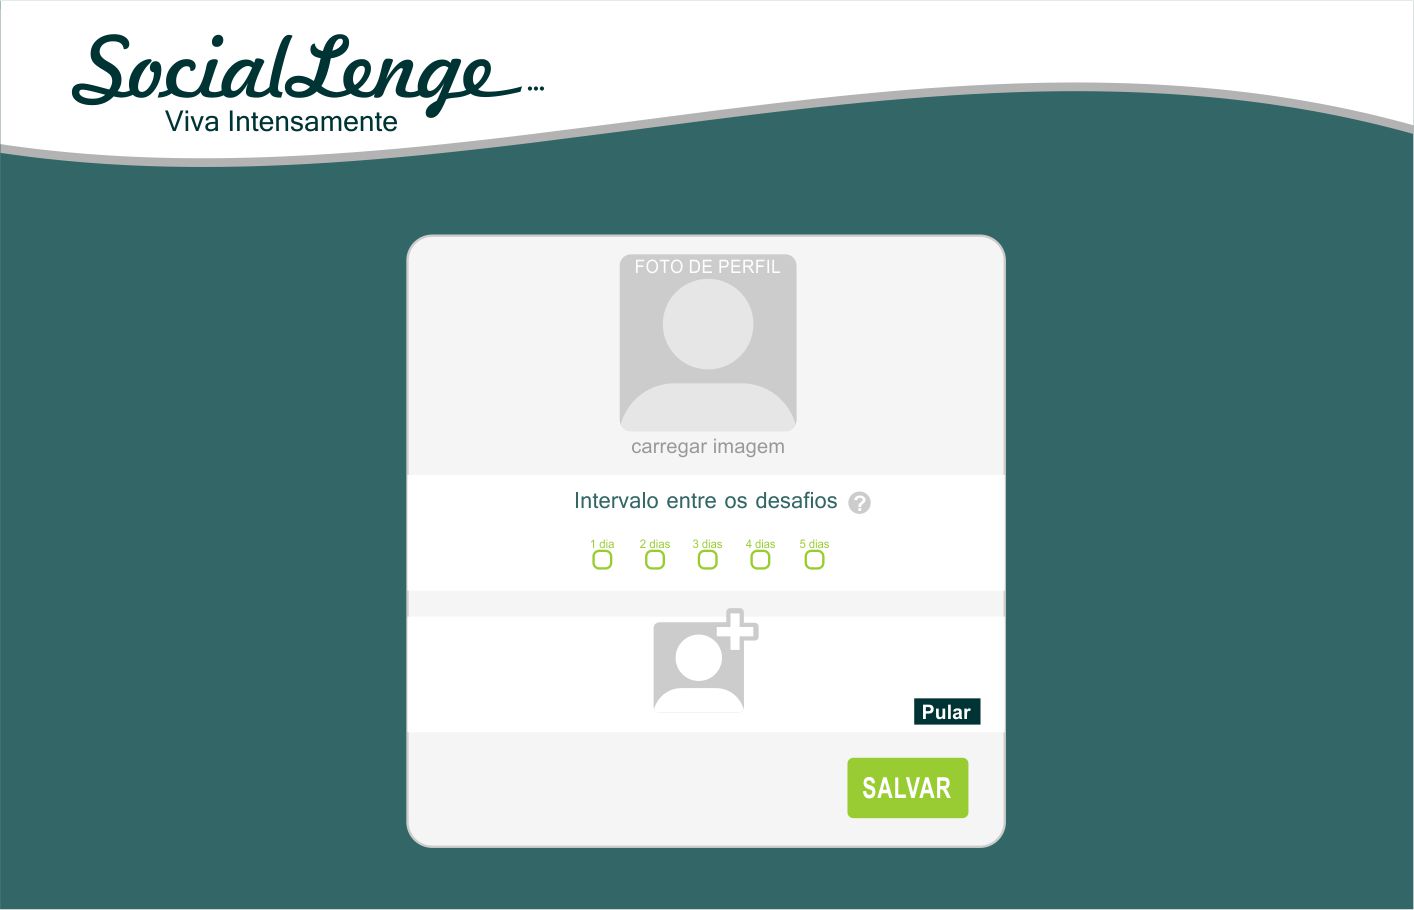 SocialLenge...
Viva Intensamente
FOTO DE PERFIL
carregar imagem
Intervalo entre os desafios ?
1 dia 2 dias 3 dias 4 dias 5 dias
Pular
SALVAR